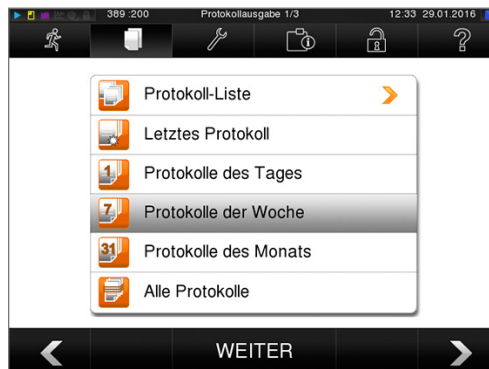 389 :200 Protokollausgabe 1/3 12:33 29.01.2016
Protokoll-Liste
Letztes Protokoll
1 Protokolle des Tages
7 Protokolle der Woche
31 Protokolle des Monats
Alle Protokolle
WEITER